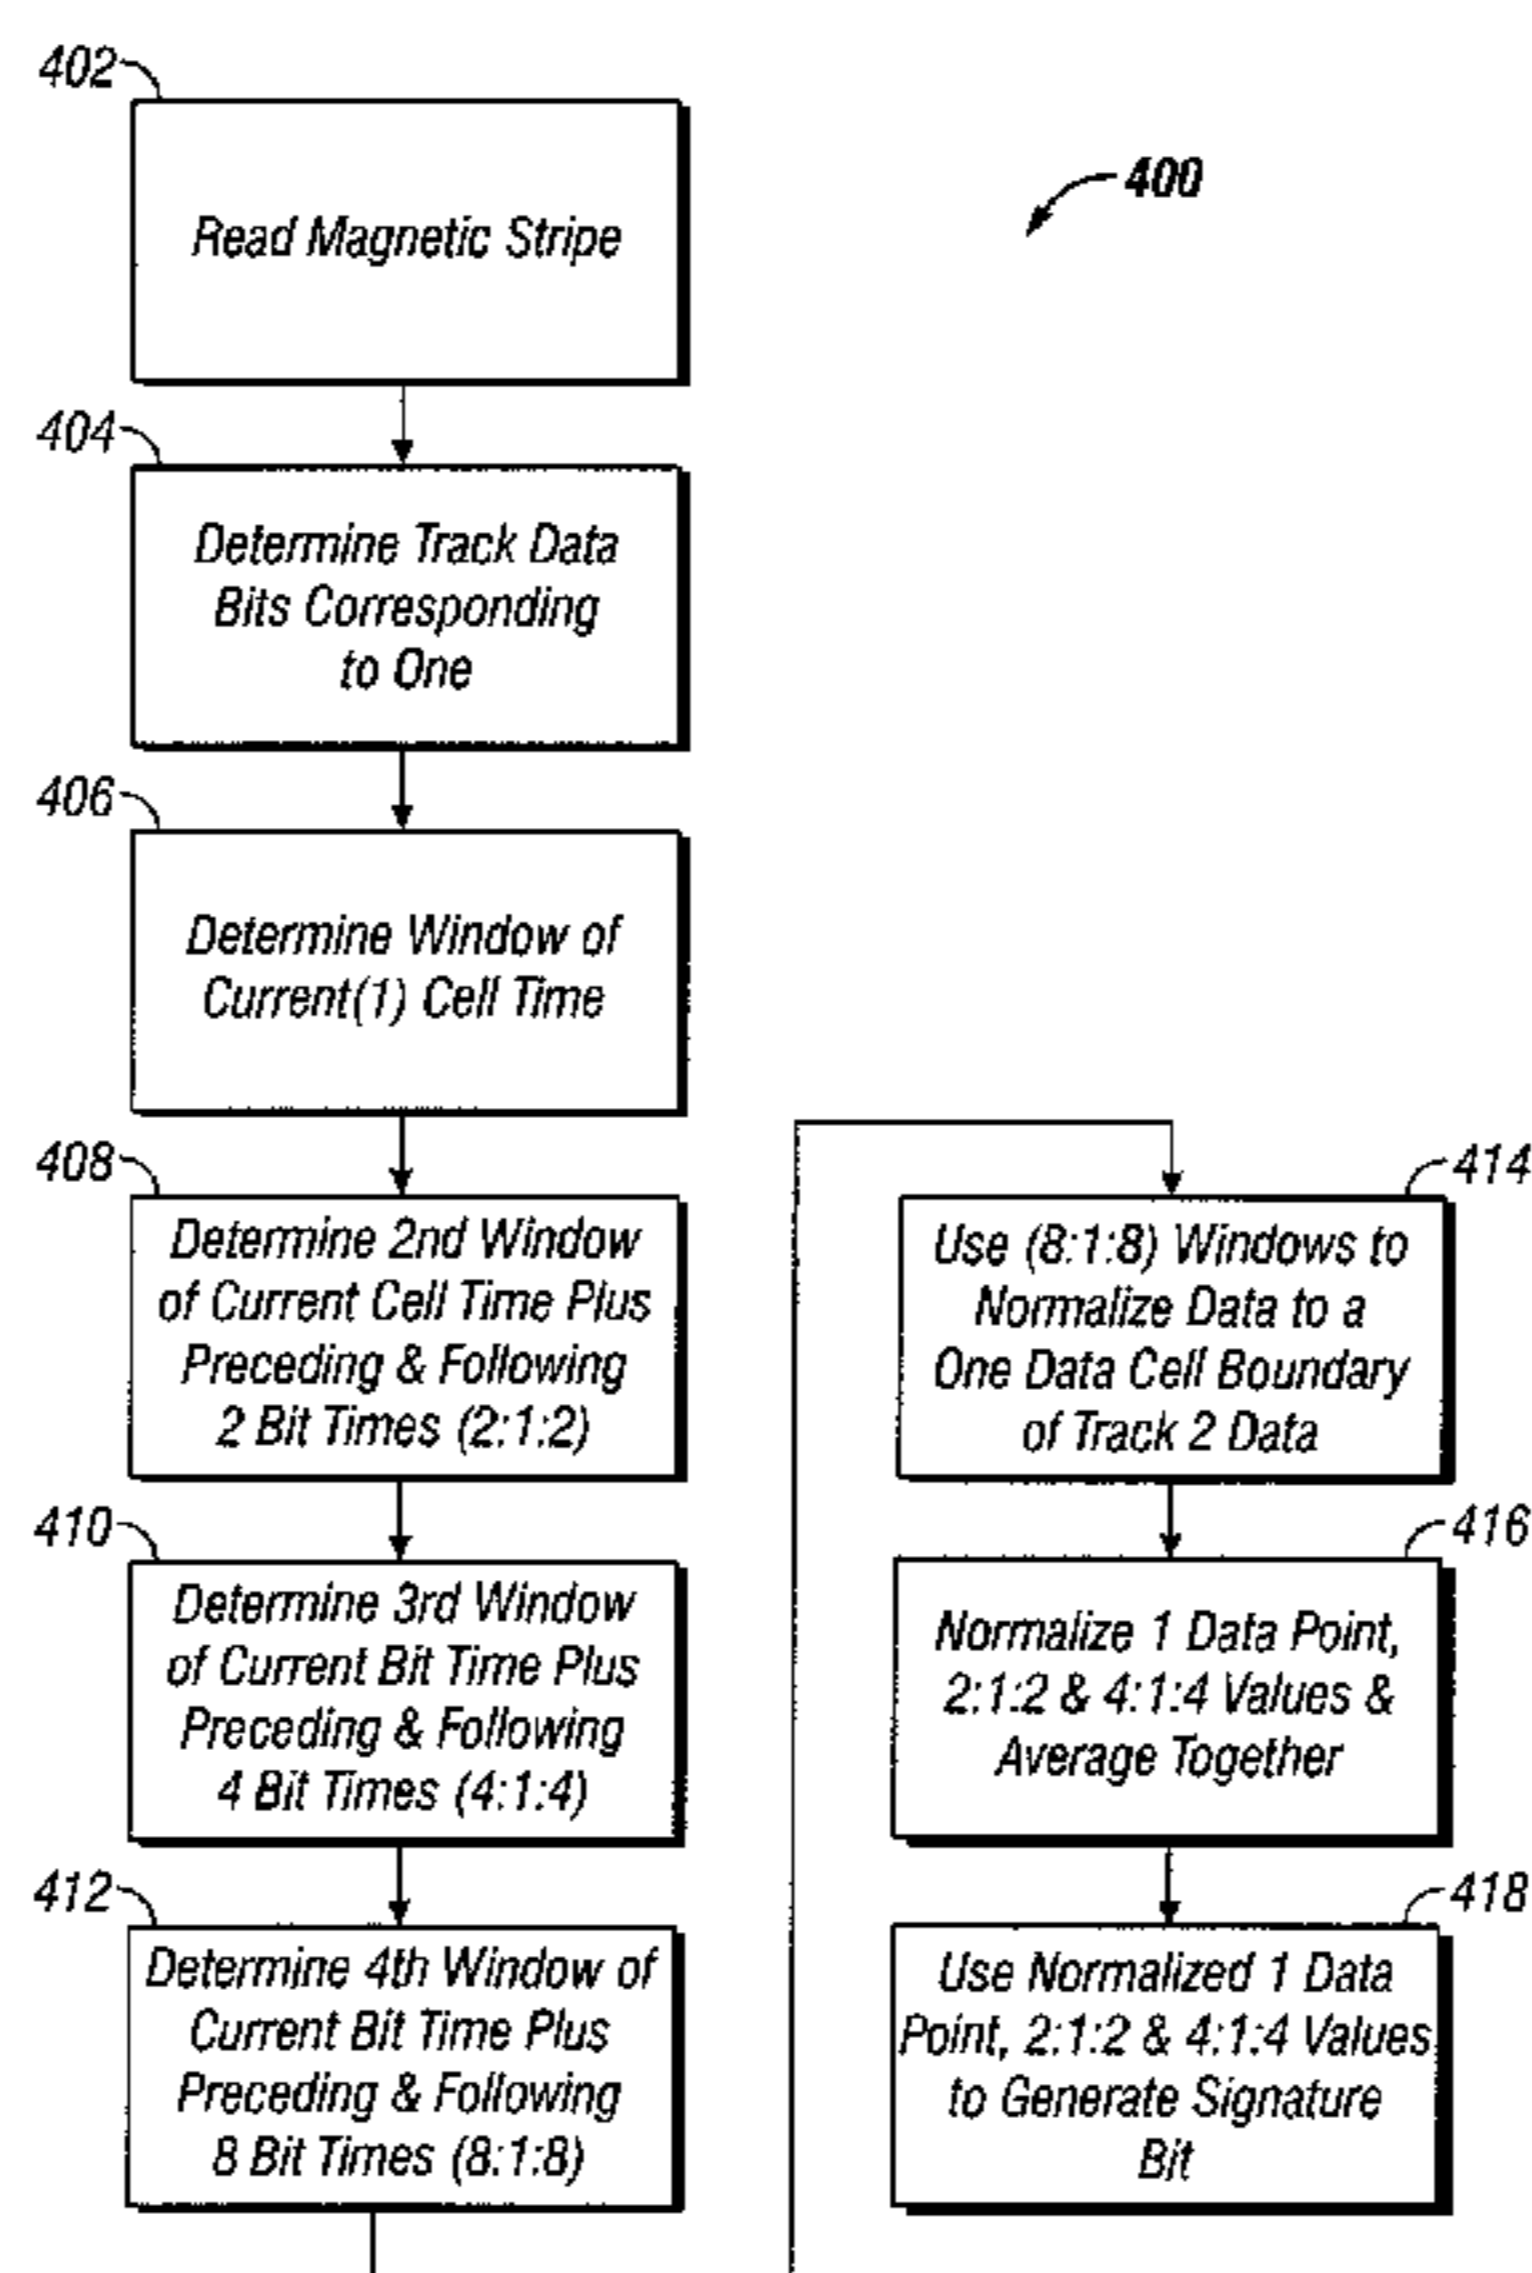 402
Read Magnetic Stripe
400
404
Determine Track Data
Bits Corresponding
to One
406
Determine Window of
Current(1) Cell Time
408
Determine 2nd Window
of Current Cell Time Plus
Preceding & Following
2 Bit Times (2:1:2)
410
Determine 3rd Window
of Current Bit Time Plus
Preceding & Following
4 Bit Times (4:1:4)
412
Determine 4th Window of
Current Bit Time Plus
Preceding & Following
8 Bit Times (8:1:8)
414
Use (8:1:8) Windows to
Normalize Data to a
One Data Cell Boundary
of Track 2 Data
416
Normalize 1 Data Point,
2:1:2 & 4:1:4 Values &
Average Together
418
Use Normalized 1 Data
Point, 2:1:2 & 4:1:4 Values
to Generate Signature
Bit